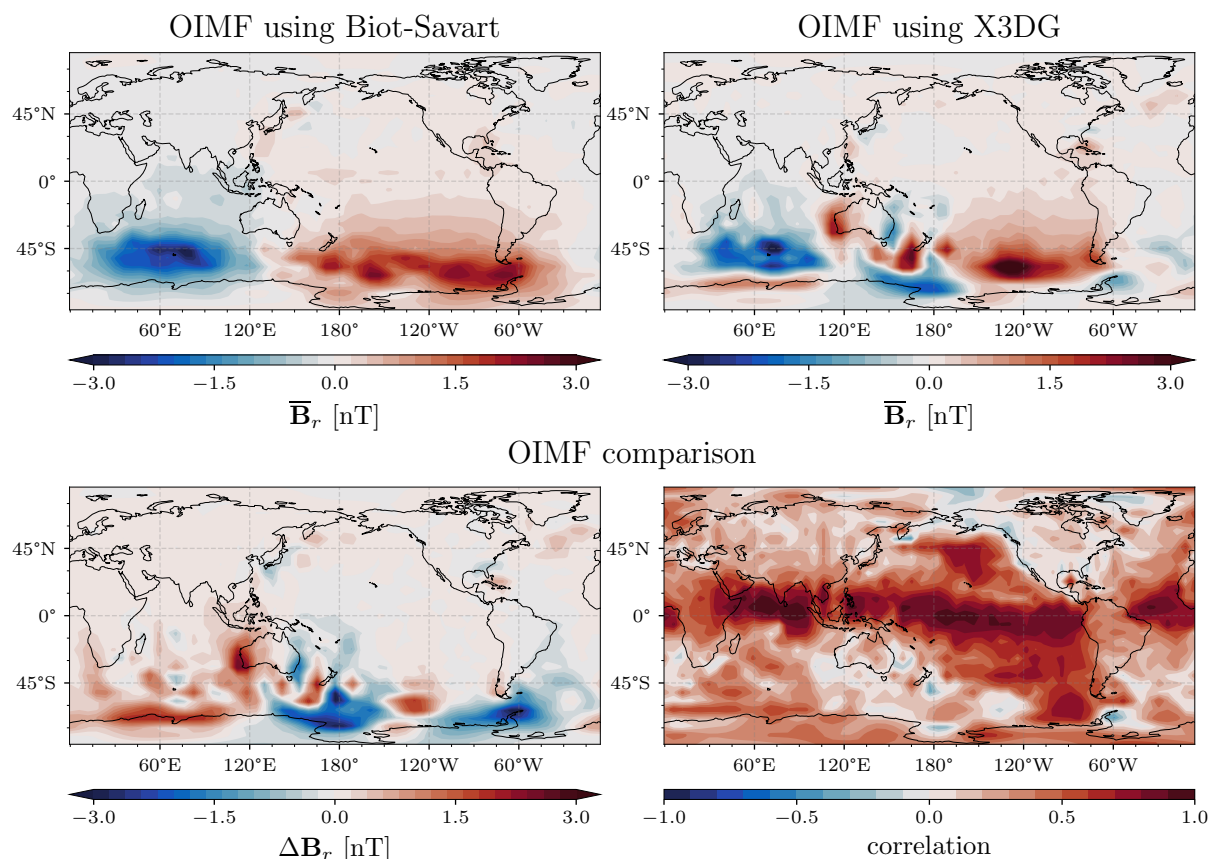 OIMF using Biot-Savart
OIMF using X3DG
45°N
0°
45°S
60°E 120°E 180° 120°W 60°W
−3.0 −1.5 0.0 1.5 3.0
B̅r [nT]
45°N
0°
45°S
60°E 120°E 180° 120°W 60°W
−3.0 −1.5 0.0 1.5 3.0
B̅r [nT]
OIMF comparison
45°N
0°
45°S
60°E 120°E 180° 120°W 60°W
−3.0 −1.5 0.0 1.5 3.0
ΔBr [nT]
45°N
0°
45°S
60°E 120°E 180° 120°W 60°W
−1.0 −0.5 0.0 0.5 1.0
correlation